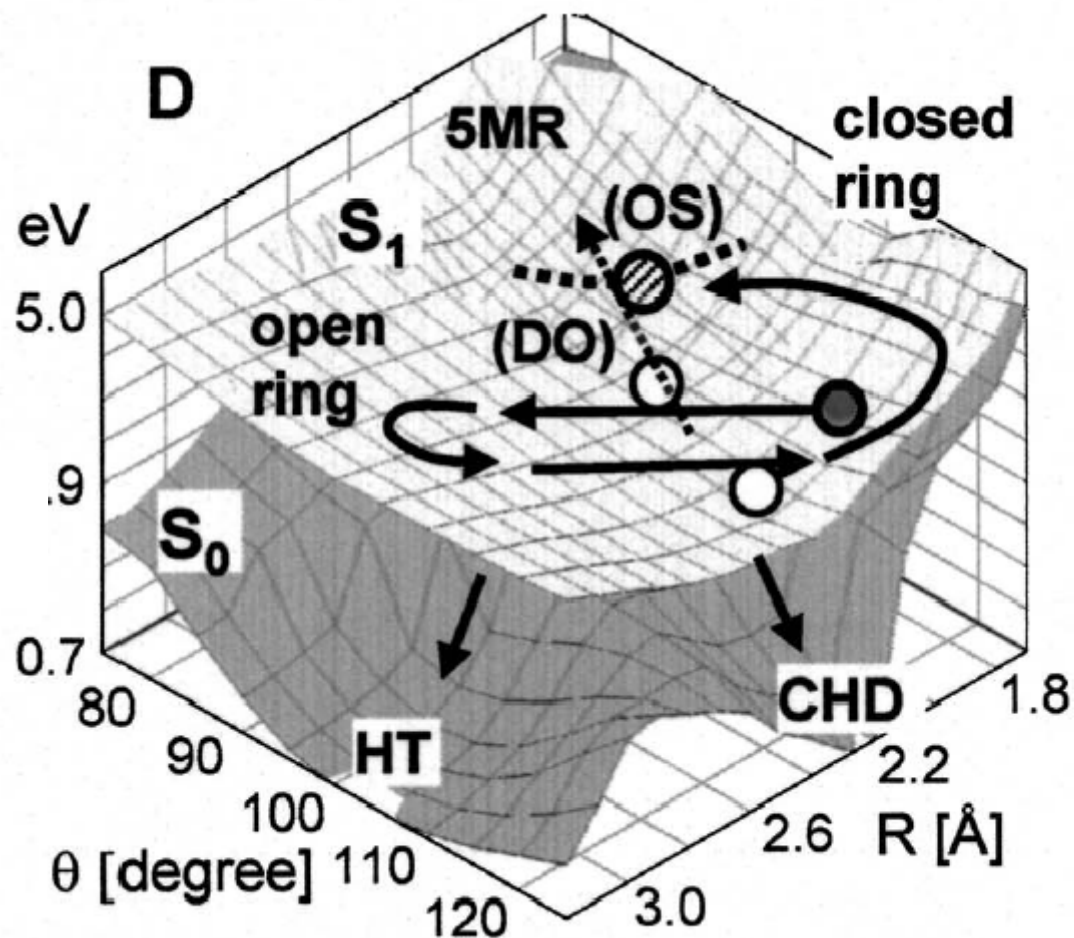 D
5MR
closed
ring
(OS)
eV
S₁
5.0
open
ring
(DO)
.9
S₀
0.7
80
CHD
1.8
HT
90
2.2
100
2.6
R [Å]
θ [degree]
110
3.0
120